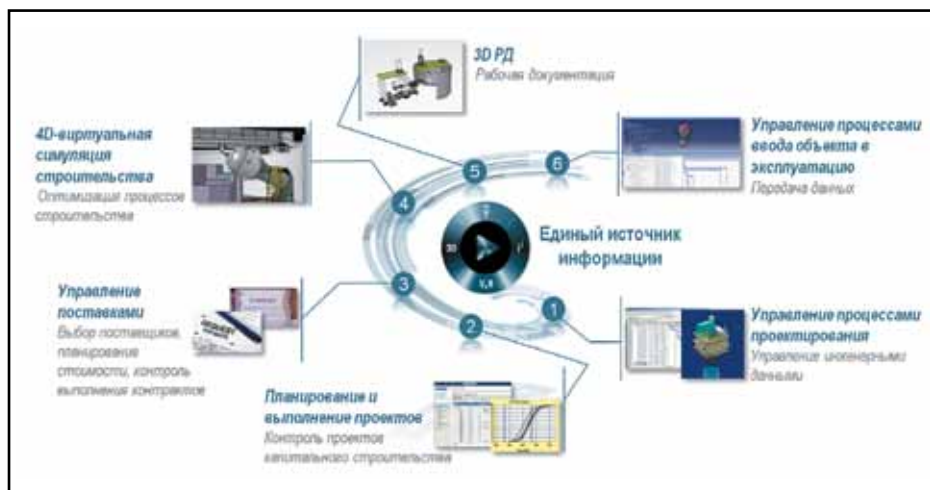 3D РД
Рабочая документация
4D-виртуальная
симуляция
строительства
Оптимизация процессов
строительства
Управление процессами
ввода объекта в
эксплуатацию
Передача данных
5
6
4
Единый источник
информации
3D
V,R
3
1
2
Управление
поставками
Выбор поставщиков,
планирование
стоимости, контроль
выполнения контрактов
Управление процессами
проектирования
Управление инженерными
данными
Планирование и
выполнение проектов
Контроль проектов
капитального строительства